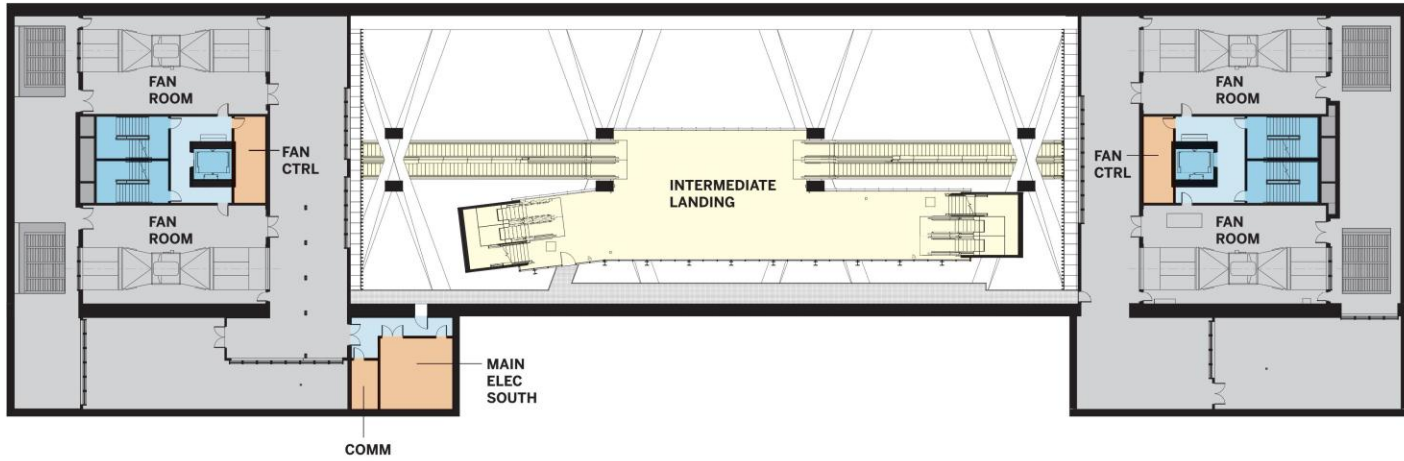 FAN
ROOM
FAN
ROOM
FAN
CTRL
FAN
CTRL
INTERMEDIATE
LANDING
FAN
ROOM
FAN
ROOM
MAIN
ELEC
SOUTH
COMM